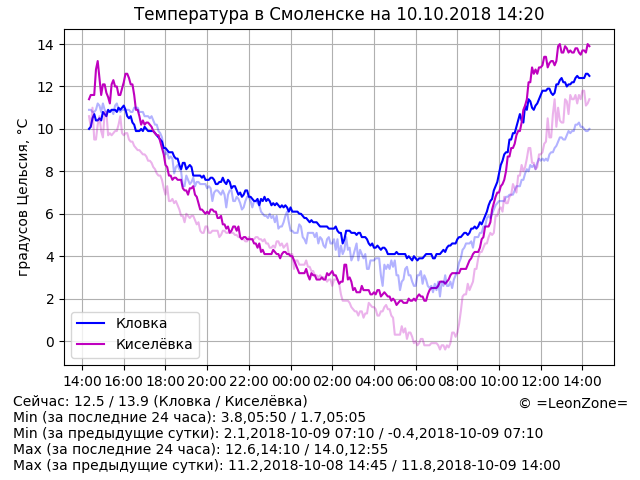 Температура в Смоленске на 10.10.2018 14:20
градусов Цельсия, °C
14
12
10
8
6
4
2
0
Кловка
Киселёвка
14:00 16:00 18:00 20:00 22:00 00:00 02:00 04:00 06:00 08:00 10:00 12:00 14:00
Сейчас: 12.5 / 13.9 (Кловка / Киселёвка)
© =LeonZone=
Min (за последние 24 часа): 3.8,05:50 / 1.7,05:05
Min (за предыдущие сутки): 2.1,2018-10-09 07:10 / -0.4,2018-10-09 07:10
Max (за последние 24 часа): 12.6,14:10 / 14.0,12:55
Max (за предыдущие сутки): 11.2,2018-10-08 14:45 / 11.8,2018-10-09 14:00